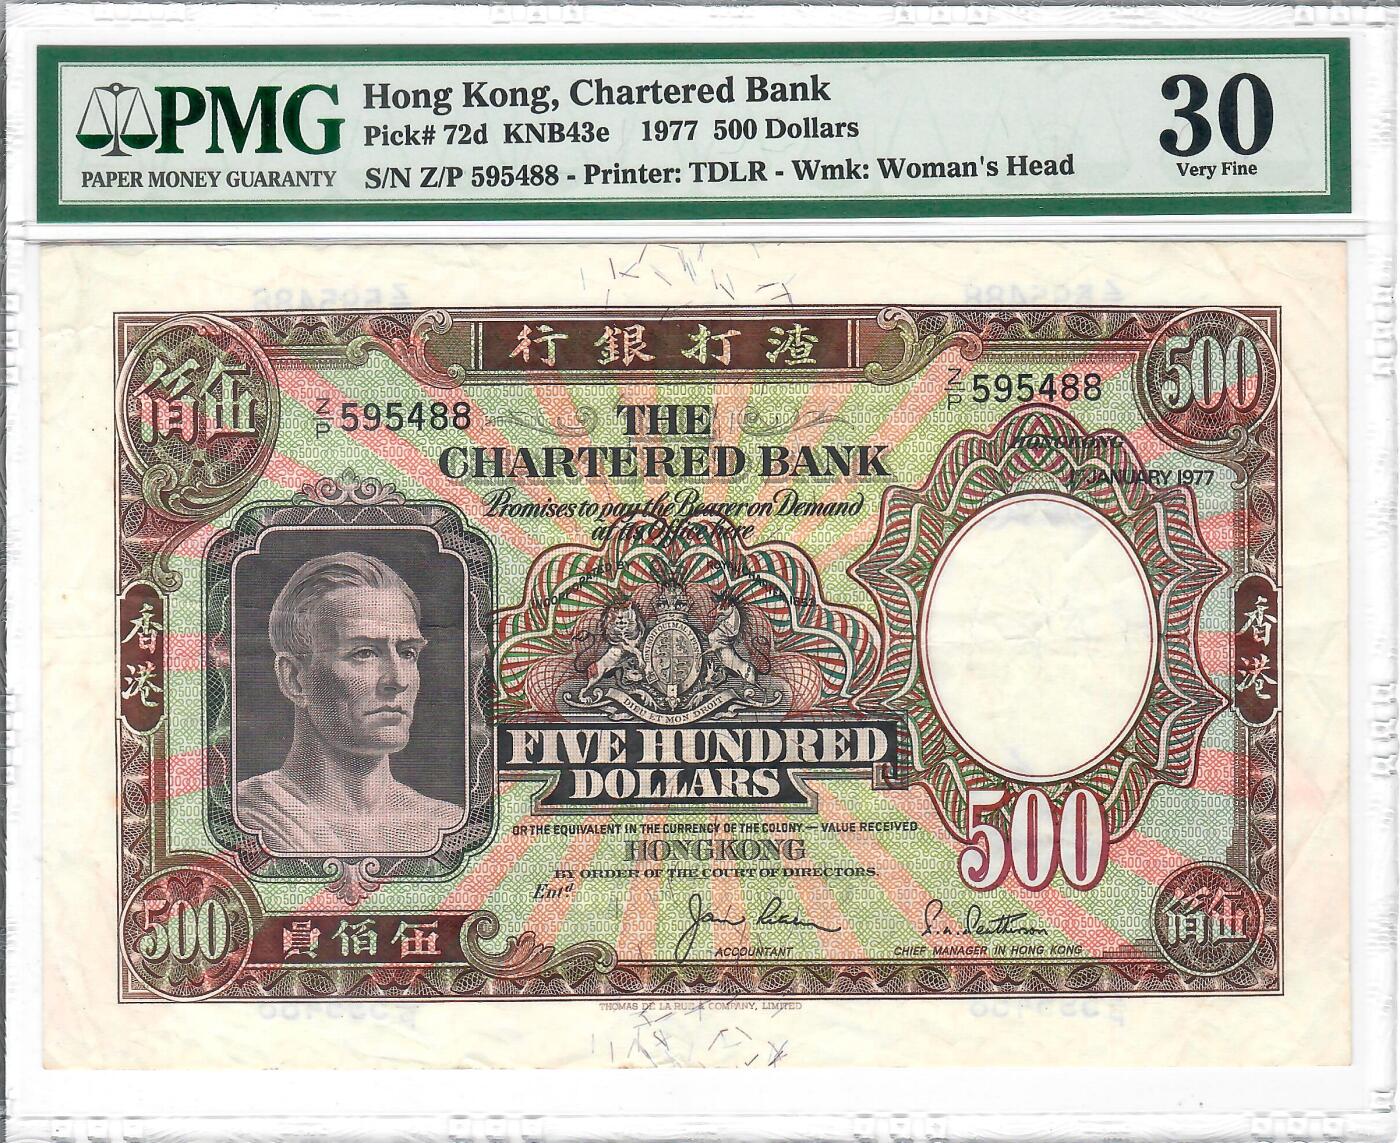 PMG
PAPER MONEY GUARANTY
Hong Kong, Chartered Bank
Pick# 72d KNB43e 1977 500 Dollars
S/N Z/P 595488 - Printer: TDLR - Wmk: Woman's Head
30
Very Fine
行銀打渣
伍佰
500
Z/P 595488
Z/P 595488
THE
CHARTERED BANK
HONGKONG
JANUARY 1977
Promises to pay the Bearer on Demand
at its Office here
INCORPORATED BY ROYAL CHARTER
香港
香港
DIEU ET MON DROIT
FIVE HUNDRED
DOLLARS
500
OR THE EQUIVALENT IN THE CURRENCY OF THE COLONY.— VALUE RECEIVED
HONGKONG
BY ORDER OF THE COURT OF DIRECTORS.
Entd
500
員佰伍
伍佰
ACCOUNTANT
CHIEF MANAGER IN HONG KONG
THOMAS DE LA RUE & COMPANY, LIMITED